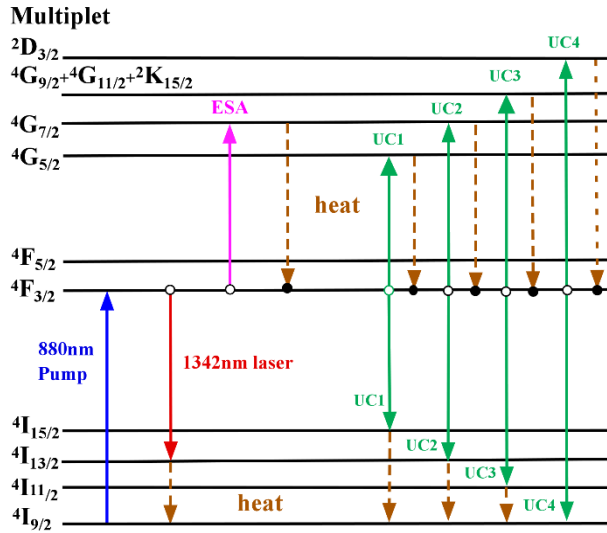 Multiplet
²D₃/₂
UC4
⁴G₉/₂+⁴G₁₁/₂+²K₁₅/₂
UC3
ESA
UC2
⁴G₇/₂
UC1
⁴G₅/₂
heat
⁴F₅/₂
⁴F₃/₂
880nm
Pump
1342nm laser
UC1
⁴I₁₅/₂
UC2
⁴I₁₃/₂
UC3
⁴I₁₁/₂
heat
UC4
⁴I₉/₂